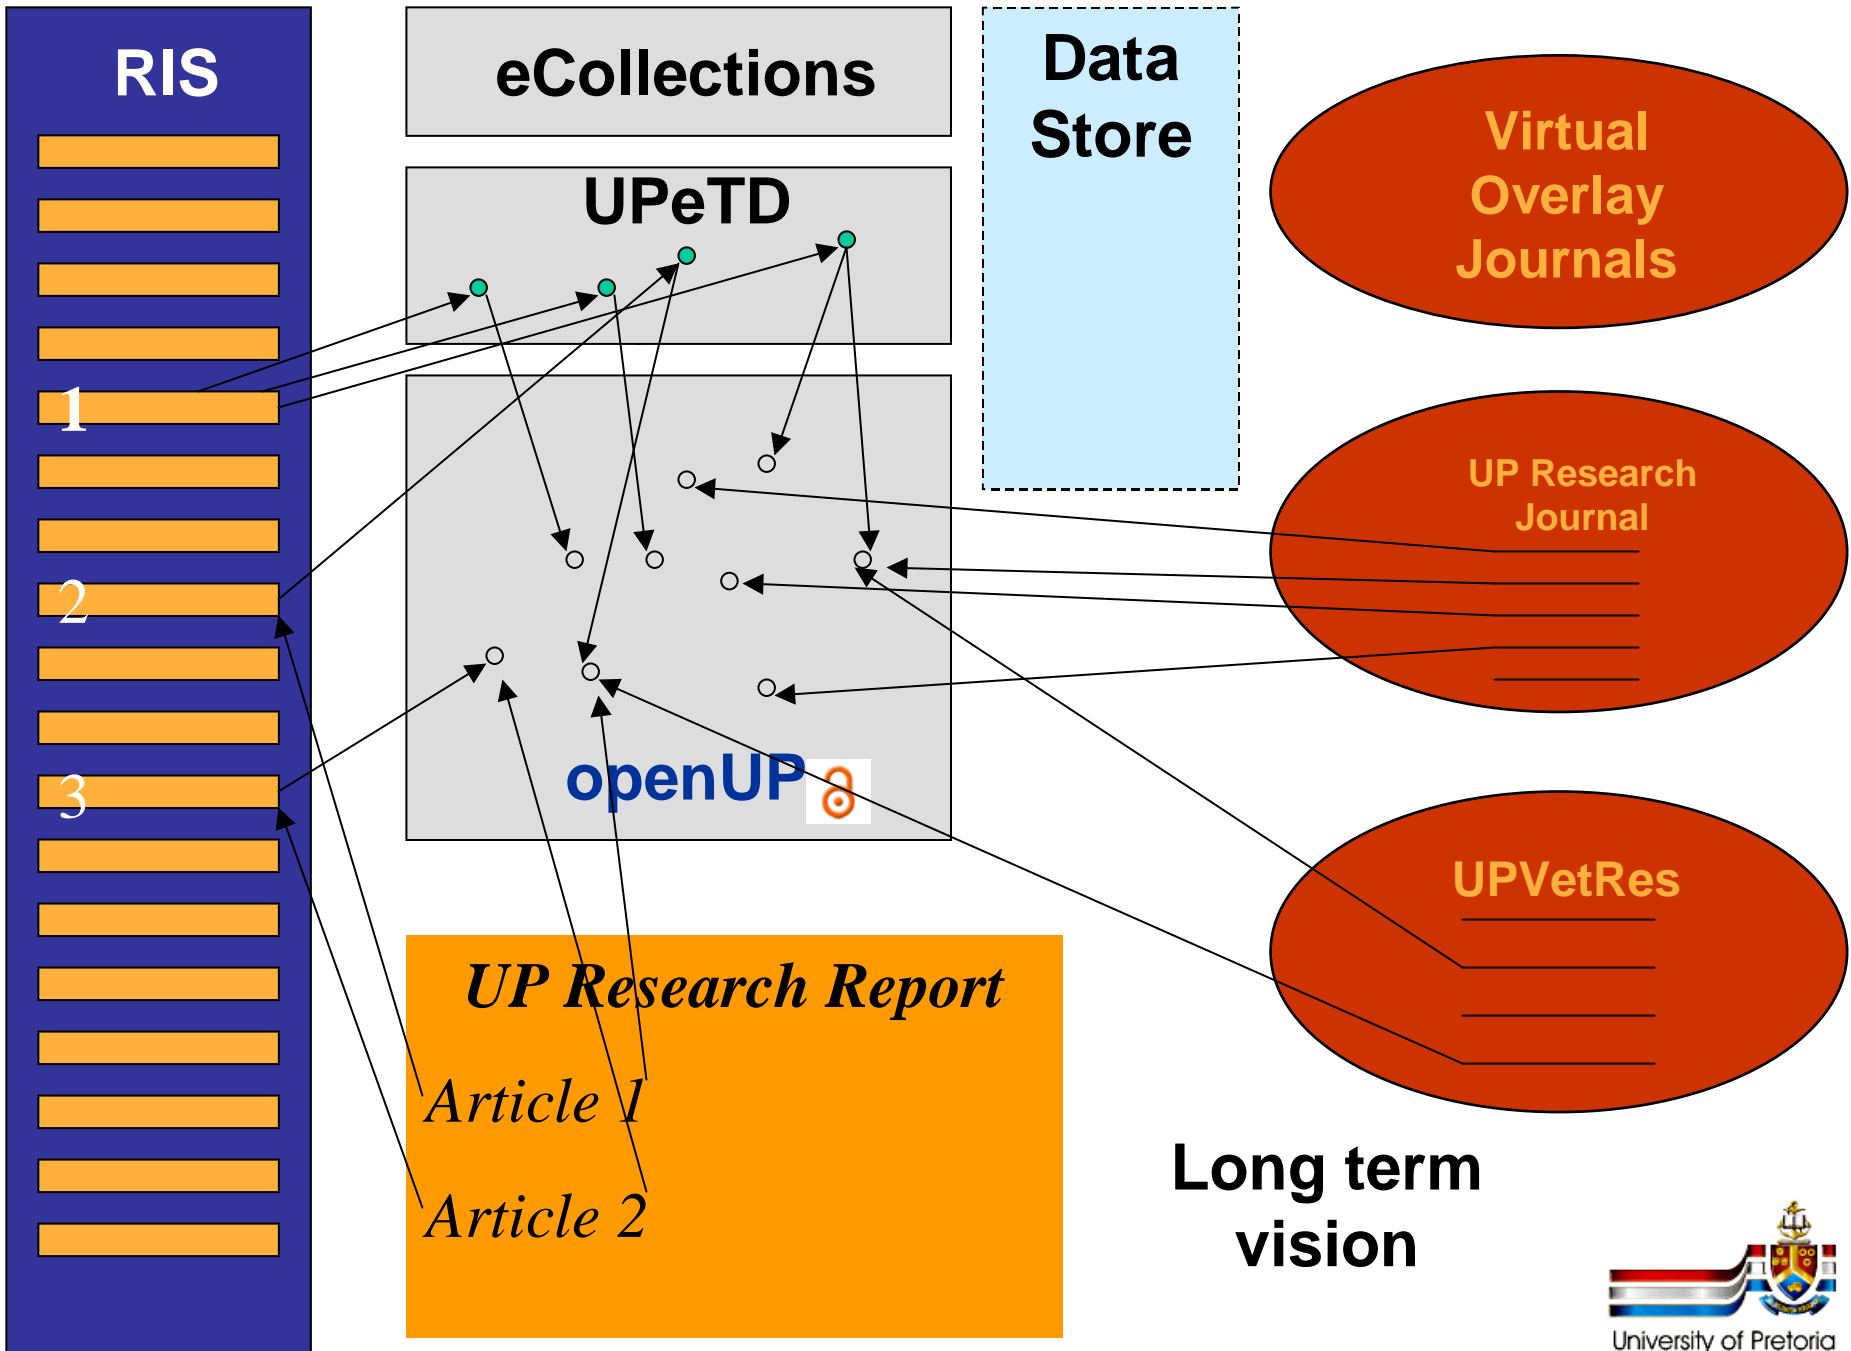 RIS
1
2
3
eCollections
UPeTD
openUP
UP Research Report
Article 1
Article 2
Data
Store
Virtual
Overlay
Journals
UP Research
Journal
UPVetRes
Long term
vision
University of Pretoria